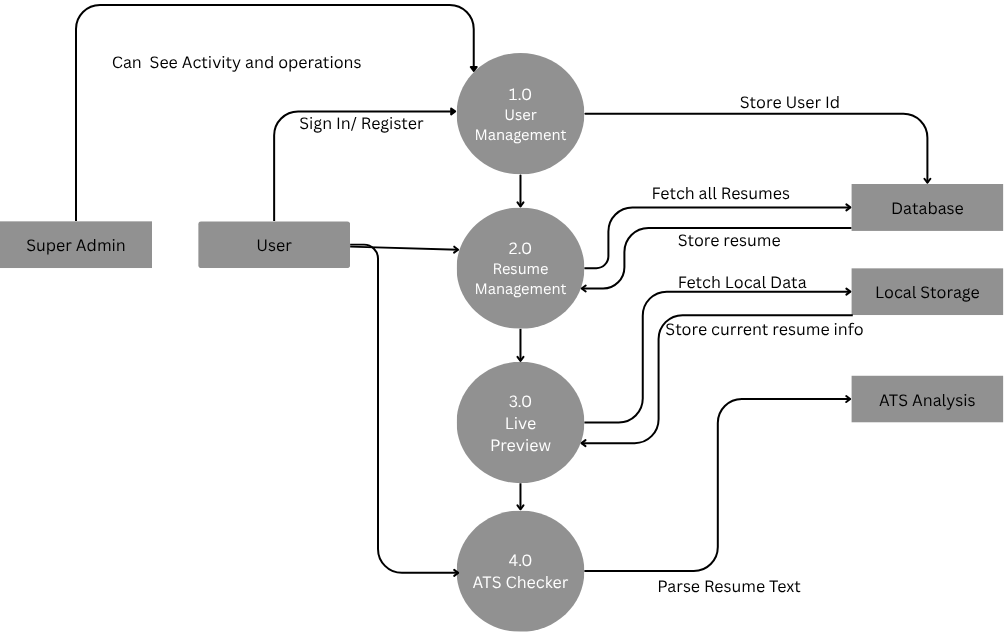 Can  See Activity and operations
1.0
User
Management
Store User Id
Sign In/ Register
Fetch all Resumes
Database
Super Admin
User
2.0
Resume
Management
Store resume
Fetch Local Data
Local Storage
Store current resume info
3.0
Live
Preview
ATS Analysis
4.0
ATS Checker
Parse Resume Text